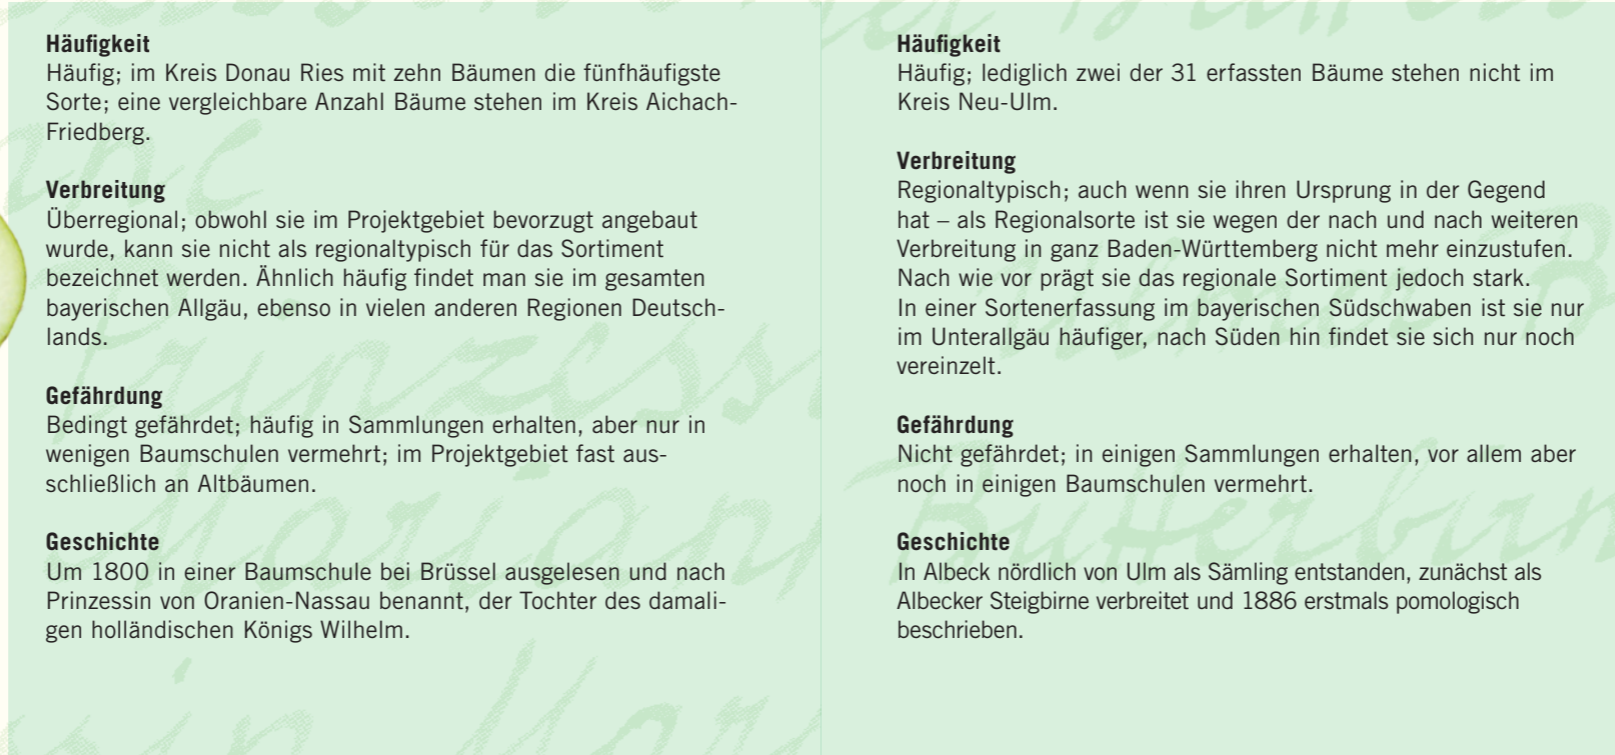 Häufigkeit
Häufig; im Kreis Donau Ries mit zehn Bäumen die fünfhäufigste
Sorte; eine vergleichbare Anzahl Bäume stehen im Kreis Aichach-
Friedberg.
Verbreitung
Überregional; obwohl sie im Projektgebiet bevorzugt angebaut
wurde, kann sie nicht als regionaltypisch für das Sortiment
bezeichnet werden. Ähnlich häufig findet man sie im gesamten
bayerischen Allgäu, ebenso in vielen anderen Regionen Deutsch-
lands.
Gefährdung
Bedingt gefährdet; häufig in Sammlungen erhalten, aber nur in
wenigen Baumschulen vermehrt; im Projektgebiet fast aus-
schließlich an Altbäumen.
Geschichte
Um 1800 in einer Baumschule bei Brüssel ausgelesen und nach
Prinzessin von Oranien-Nassau benannt, der Tochter des damali-
gen holländischen Königs Wilhelm.
Häufigkeit
Häufig; lediglich zwei der 31 erfassten Bäume stehen nicht im
Kreis Neu-Ulm.
Verbreitung
Regionaltypisch; auch wenn sie ihren Ursprung in der Gegend
hat – als Regionalsorte ist sie wegen der nach und nach weiteren
Verbreitung in ganz Baden-Württemberg nicht mehr einzustufen.
Nach wie vor prägt sie das regionale Sortiment jedoch stark.
In einer Sortenerfassung im bayerischen Südschwaben ist sie nur
im Unterallgäu häufiger, nach Süden hin findet sie sich nur noch
vereinzelt.
Gefährdung
Nicht gefährdet; in einigen Sammlungen erhalten, vor allem aber
noch in einigen Baumschulen vermehrt.
Geschichte
In Albeck nördlich von Ulm als Sämling entstanden, zunächst als
Albecker Steigbirne verbreitet und 1886 erstmals pomologisch
beschrieben.